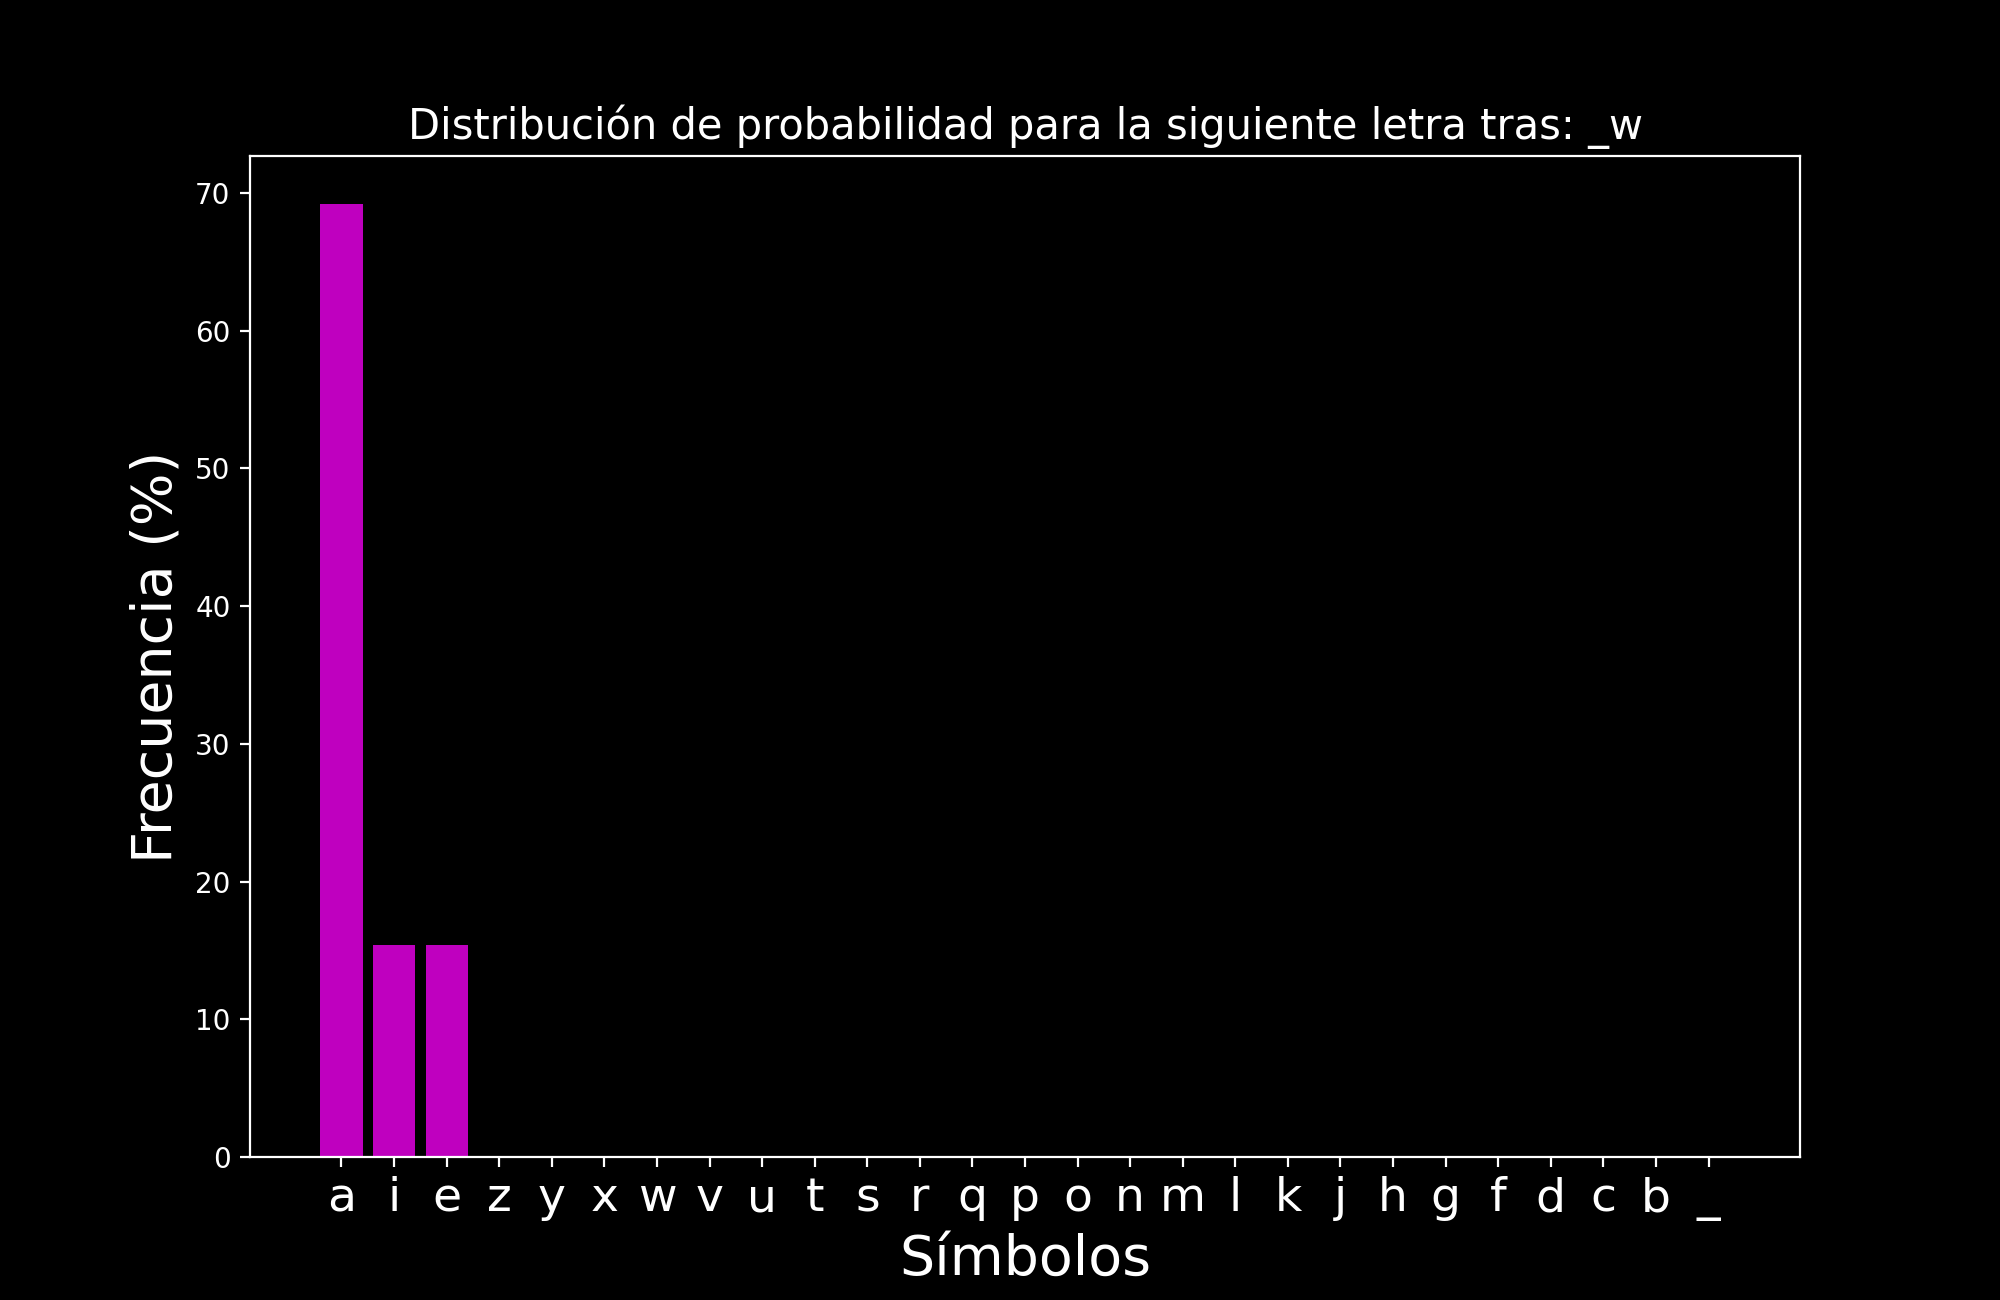 Distribución de probabilidad para la siguiente letra tras: _w
70
60
50
40
30
20
10
0
Frecuencia (%)
a i e z y x w v u t s r q p o n m l k j h g f d c b _
Símbolos